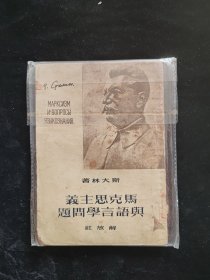 И. Сталин
МАРКСИЗМ
И ВОПРОСЫ
ЯЗЫКОЗНАНИЯ
斯大林著
馬克思主義
與語言學問題
解放社